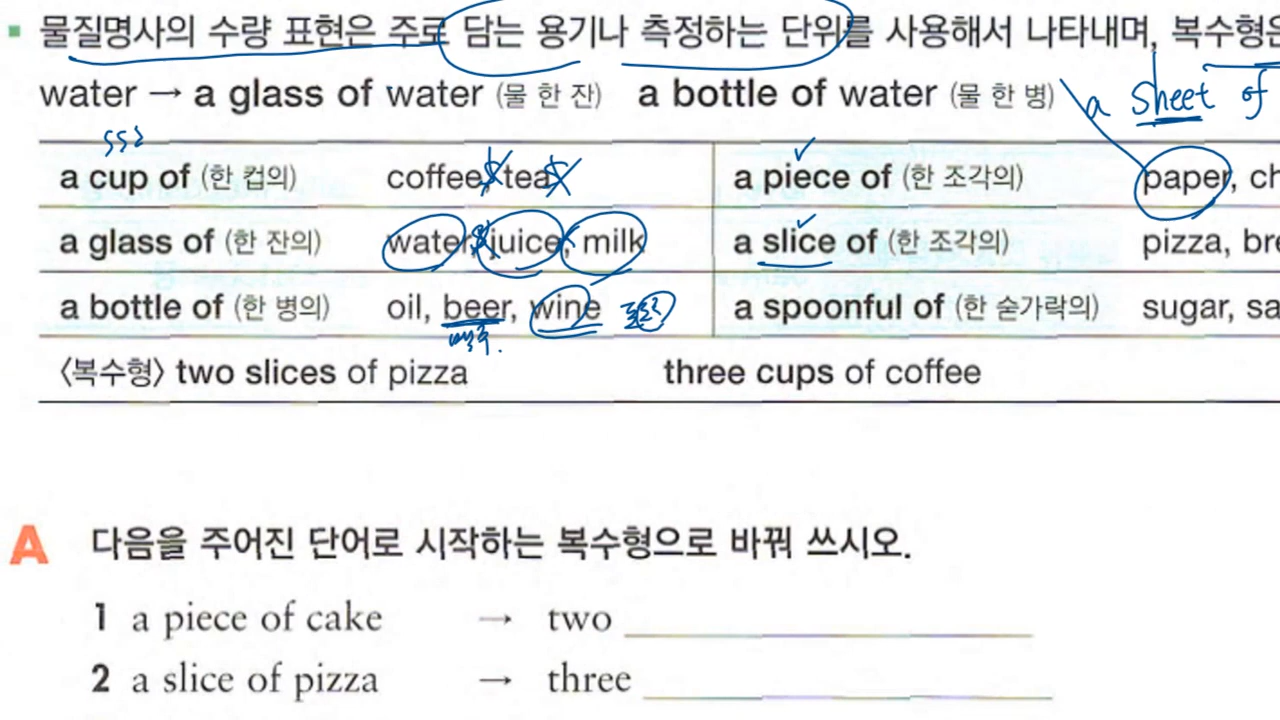 물질명사의 수량 표현은 주로 담는 용기나 측정하는 단위를 사용해서 나타내며, 복수형은
water → a glass of water (물 한 잔) a bottle of water (물 한 병) a sheet of
a cup of (한 컵의) coffee, tea a piece of (한 조각의) paper, ch
a glass of (한 잔의) water, juice, milk a slice of (한 조각의) pizza, bre
a bottle of (한 병의) oil, beer, wine a spoonful of (한 숟가락의) sugar, sa
맥주.
〈복수형〉 two slices of pizza three cups of coffee
A 다음을 주어진 단어로 시작하는 복수형으로 바꿔 쓰시오.
1 a piece of cake → two
2 a slice of pizza → three